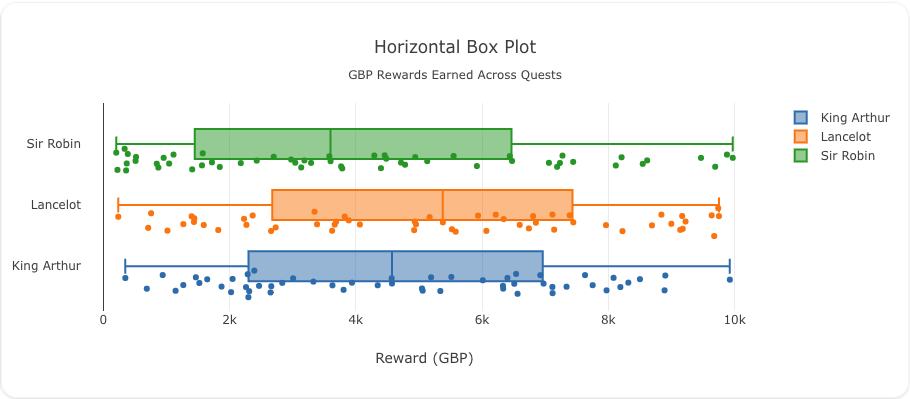 Horizontal Box Plot
GBP Rewards Earned Across Quests
King Arthur
Lancelot
Sir Robin
Sir Robin
Lancelot
King Arthur
0 2k 4k 6k 8k 10k
Reward (GBP)